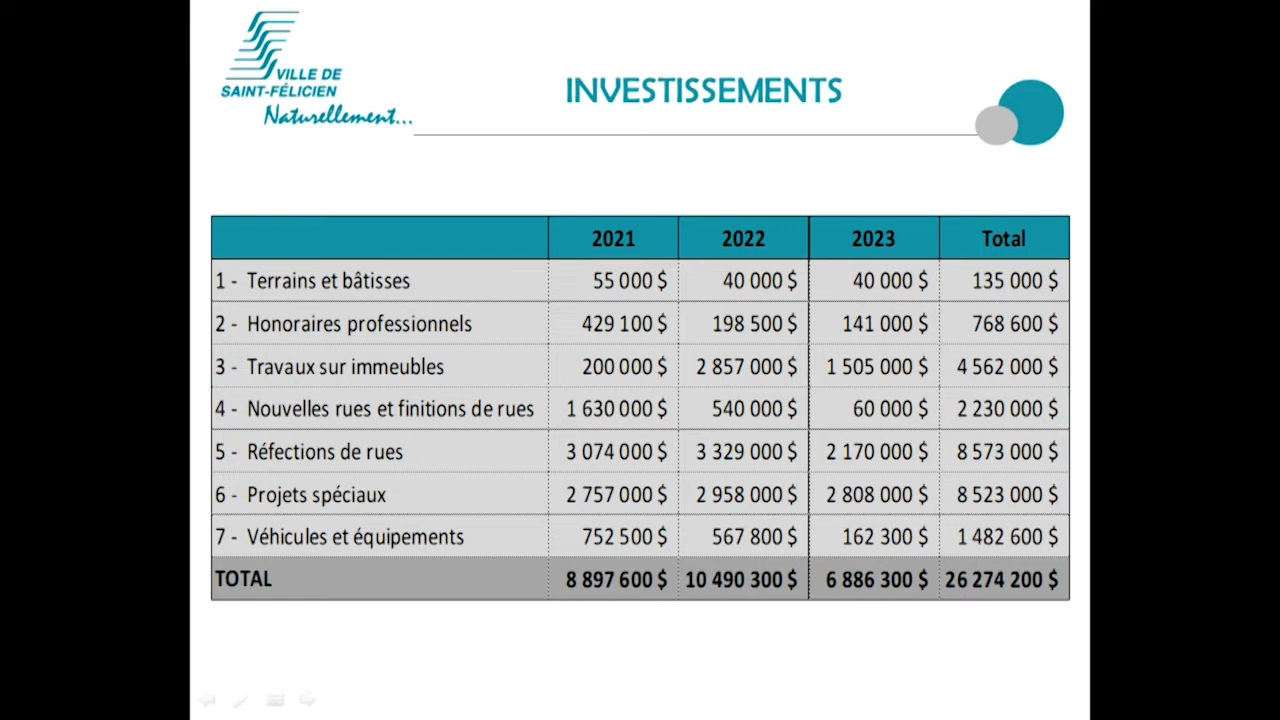 VILLE DE
SAINT-FÉLICIEN
Naturellement...
INVESTISSEMENTS
2021 2022 2023 Total
1 - Terrains et bâtisses 55 000 $ 40 000 $ 40 000 $ 135 000 $
2 - Honoraires professionnels 429 100 $ 198 500 $ 141 000 $ 768 600 $
3 - Travaux sur immeubles 200 000 $ 2 857 000 $ 1 505 000 $ 4 562 000 $
4 - Nouvelles rues et finitions de rues 1 630 000 $ 540 000 $ 60 000 $ 2 230 000 $
5 - Réfections de rues 3 074 000 $ 3 329 000 $ 2 170 000 $ 8 573 000 $
6 - Projets spéciaux 2 757 000 $ 2 958 000 $ 2 808 000 $ 8 523 000 $
7 - Véhicules et équipements 752 500 $ 567 800 $ 162 300 $ 1 482 600 $
TOTAL 8 897 600 $ 10 490 300 $ 6 886 300 $ 26 274 200 $